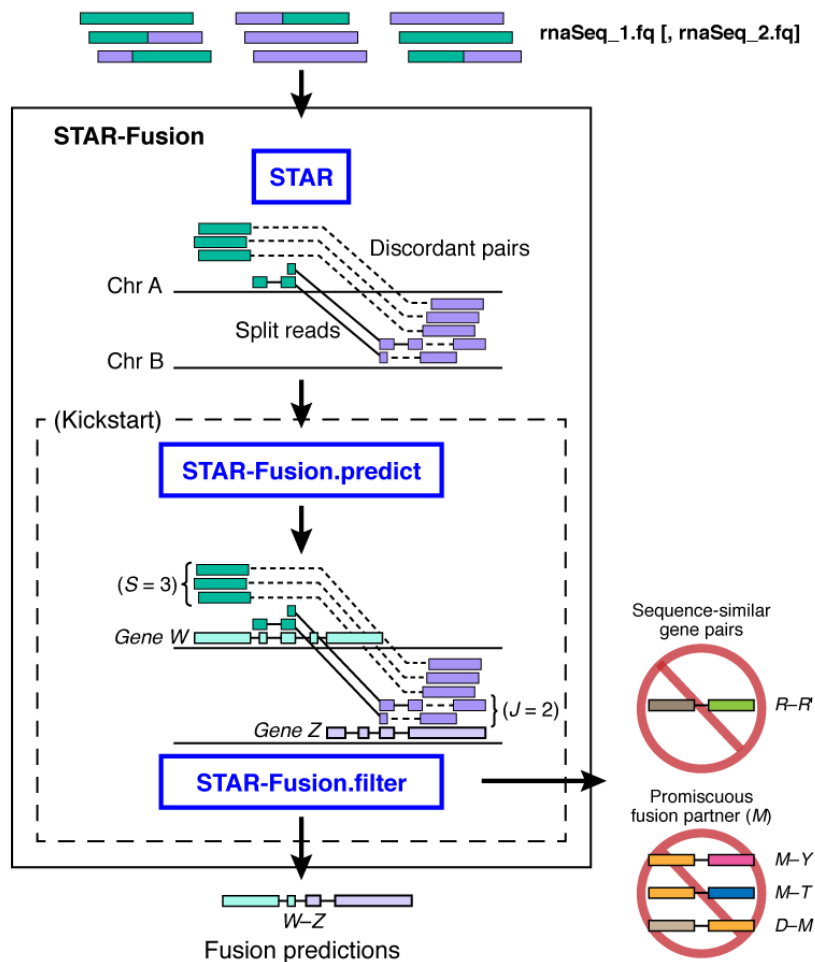 rnaSeq_1.fq [, rnaSeq_2.fq]
STAR-Fusion
STAR
Discordant pairs
Chr A
Split reads
Chr B
(Kickstart)
STAR-Fusion.predict
(S = 3)
Gene W
(J = 2)
Gene Z
STAR-Fusion.filter
Sequence-similar
gene pairs
R–R'
Promiscuous
fusion partner (M)
M–Y
M–T
D–M
W–Z
Fusion predictions